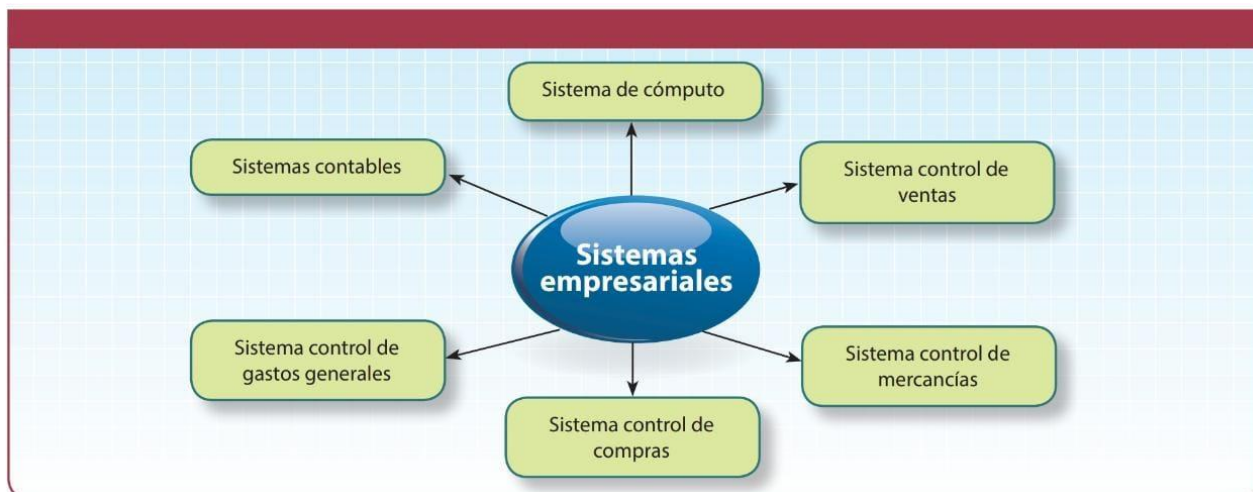 Sistema de cómputo
Sistemas contables
Sistema control de
ventas
Sistemas
empresariales
Sistema control de
gastos generales
Sistema control de
mercancías
Sistema control de
compras